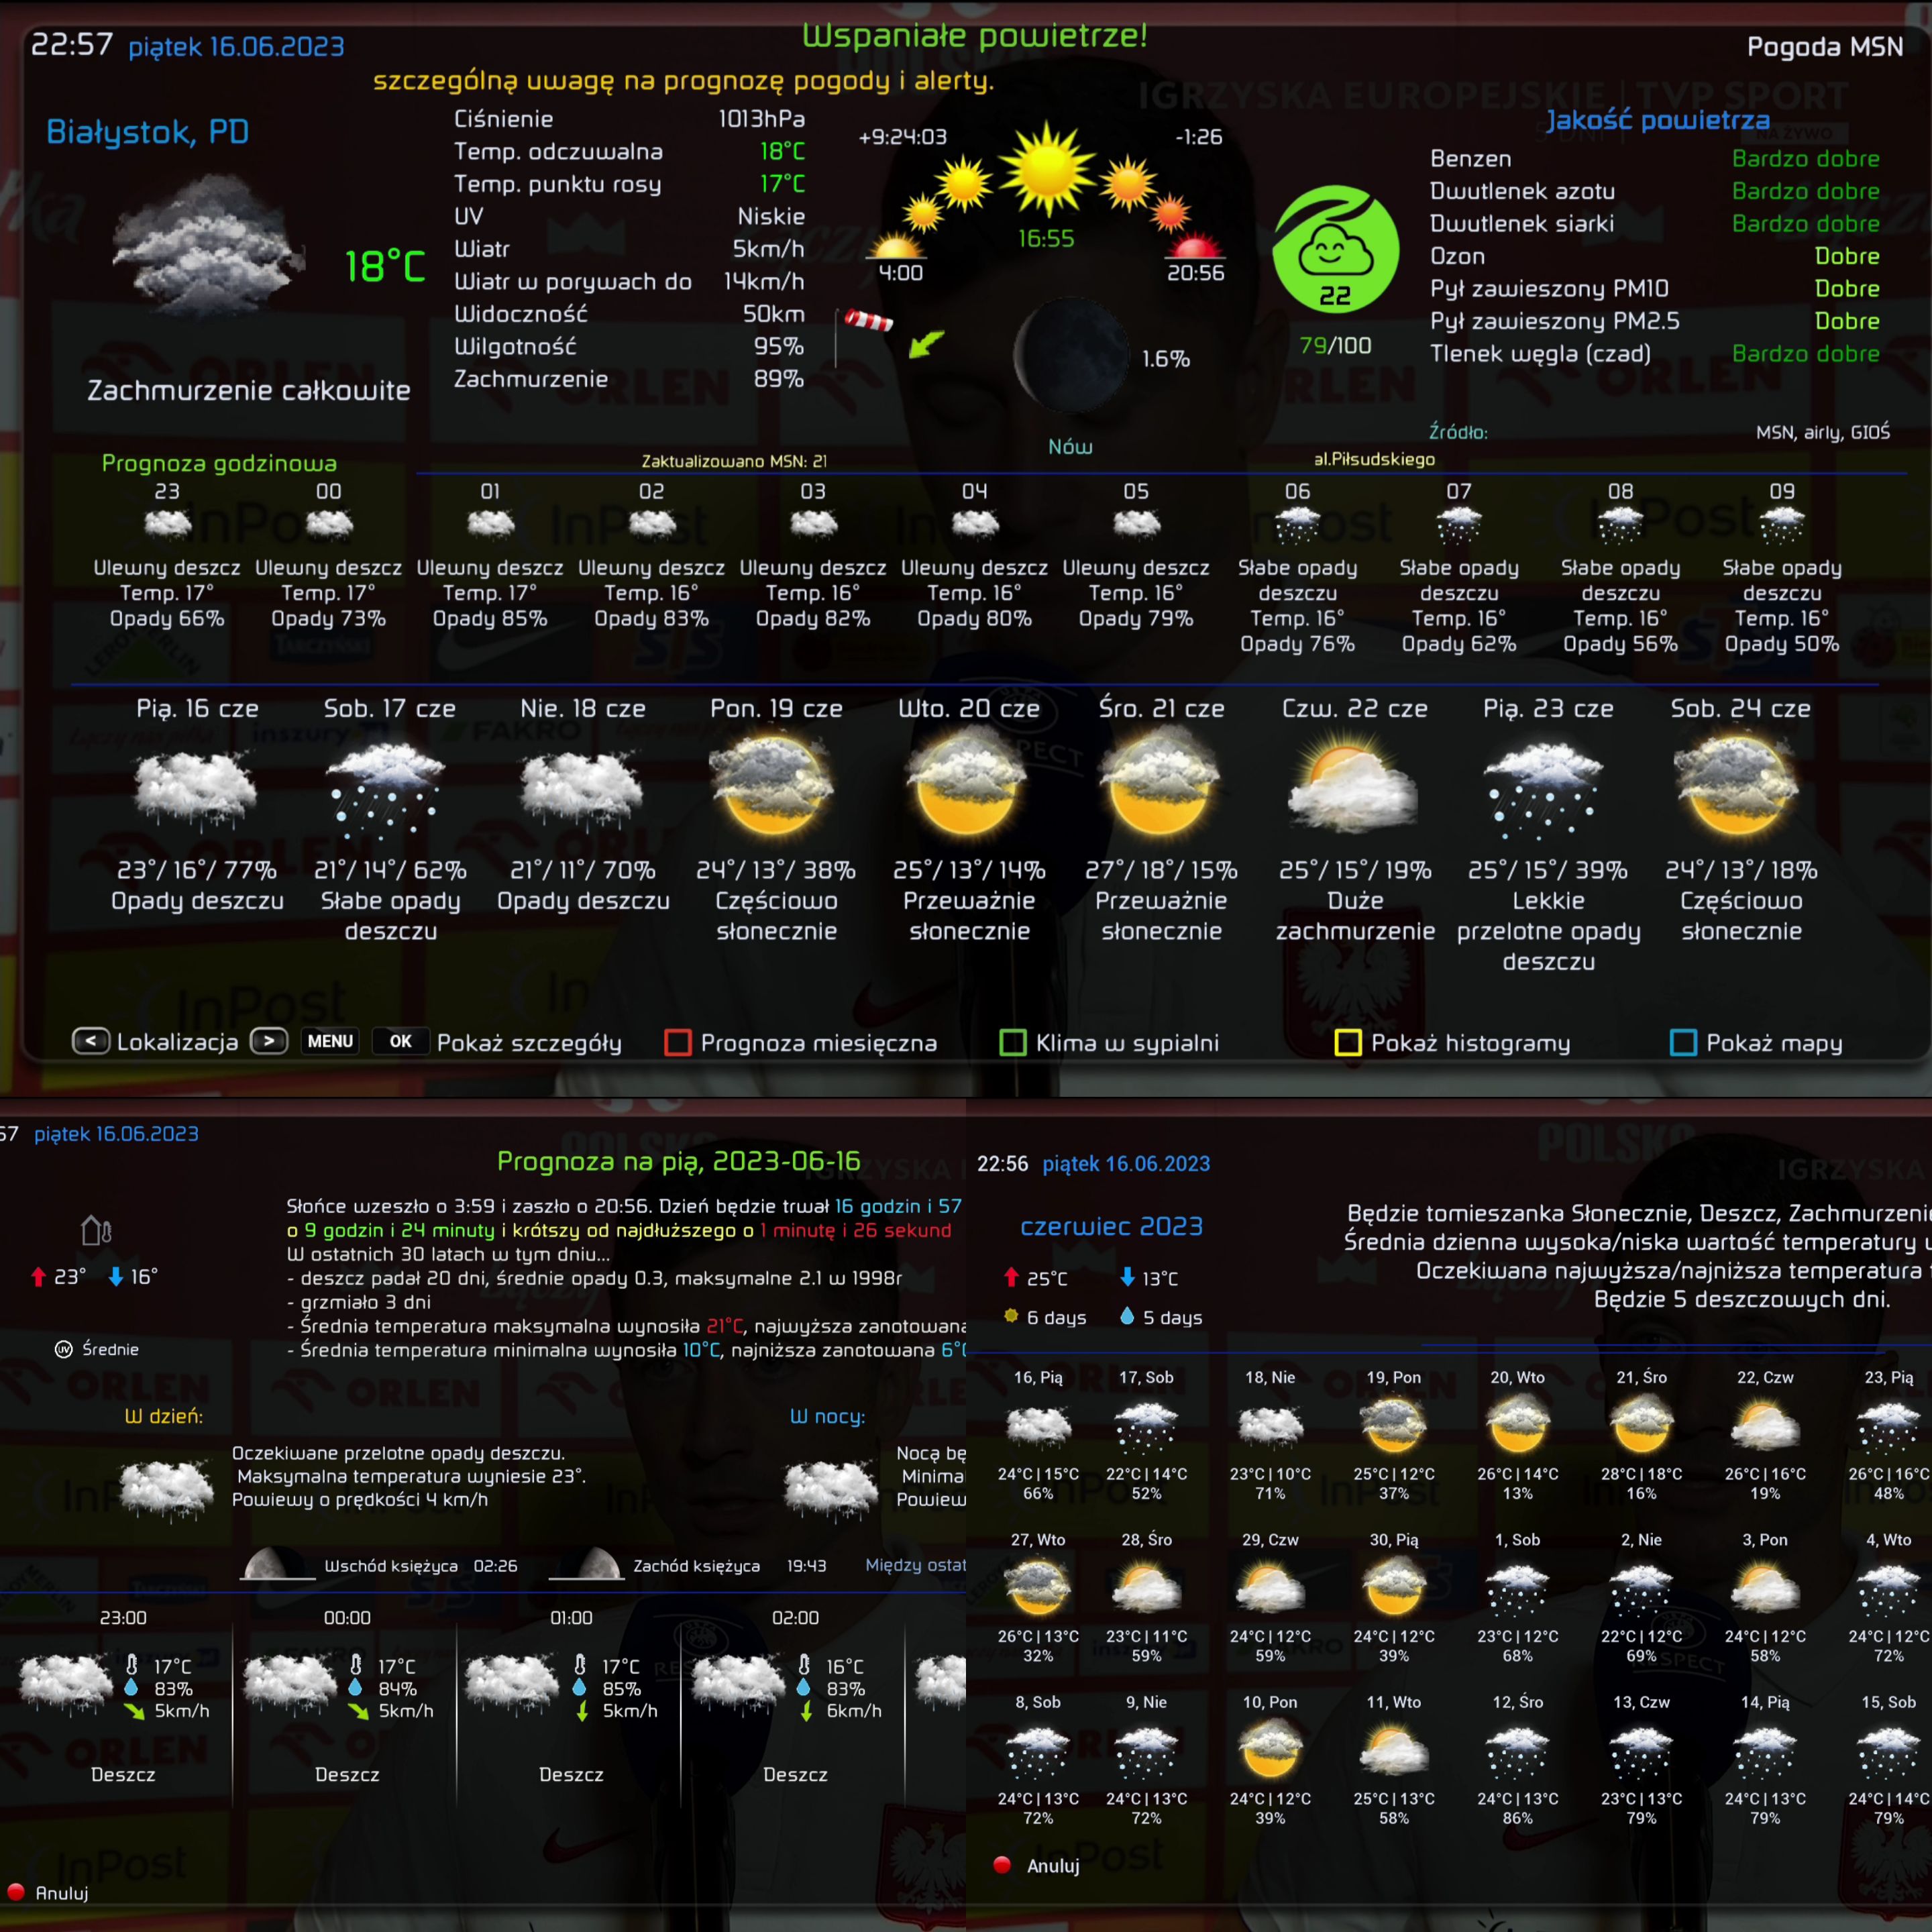 22:57 piątek 16.06.2023
Wspaniałe powietrze!
Pogoda MSN
szczególną uwagę na prognozę pogody i alerty.
IGRZYSKA EUROPEJSKIE | TVP SPORT
NA ŻYWO
Białystok, PD
18°C
Zachmurzenie całkowite
Ciśnienie 1013hPa
Temp. odczuwalna 18°C
Temp. punktu rosy 17°C
UV Niskie
Wiatr 5km/h
Wiatr w porywach do 14km/h
Widoczność 50km
Wilgotność 95%
Zachmurzenie 89%
+9:24:03 -1:26
16:55
4:00 20:56
1.6%
Nów
22
79/100
Jakość powietrza
Benzen Bardzo dobre
Dwutlenek azotu Bardzo dobre
Dwutlenek siarki Bardzo dobre
Ozon Dobre
Pył zawieszony PM10 Dobre
Pył zawieszony PM2.5 Dobre
Tlenek węgla (czad) Bardzo dobre
Źródło: MSN, airly, GIOŚ
Prognoza godzinowa
Zaktualizowano MSN: 21
al.Piłsudskiego
23 00 01 02 03 04 05 06 07 08 09
Ulewny deszcz Ulewny deszcz Ulewny deszcz Ulewny deszcz Ulewny deszcz Ulewny deszcz Ulewny deszcz Słabe opady Słabe opady Słabe opady Słabe opady
Temp. 17° Temp. 17° Temp. 17° Temp. 16° Temp. 16° Temp. 16° Temp. 16° deszczu deszczu deszczu deszczu
Opady 66% Opady 73% Opady 85% Opady 83% Opady 82% Opady 80% Opady 79% Temp. 16° Temp. 16° Temp. 16° Temp. 16°
Opady 76% Opady 62% Opady 56% Opady 50%
Pią. 16 cze Sob. 17 cze Nie. 18 cze Pon. 19 cze Wto. 20 cze Śro. 21 cze Czw. 22 cze Pią. 23 cze Sob. 24 cze
23°/ 16°/ 77% 21°/ 14°/ 62% 21°/ 11°/ 70% 24°/ 13°/ 38% 25°/ 13°/ 14% 27°/ 18°/ 15% 25°/ 15°/ 19% 25°/ 15°/ 39% 24°/ 13°/ 18%
Opady deszczu Słabe opady Opady deszczu Częściowo Przeważnie Przeważnie Duże Lekkie Częściowo
deszczu słonecznie słonecznie słonecznie zachmurzenie przelotne opady słonecznie
deszczu
< Lokalizacja > MENU OK Pokaż szczegóły Prognoza miesięczna Klima w sypialni Pokaż histogramy Pokaż mapy
57 piątek 16.06.2023
Prognoza na pią, 2023-06-16
23° 16°
UV Średnie
Słońce wzeszło o 3:59 i zaszło o 20:56. Dzień będzie trwał 16 godzin i 57
o 9 godzin i 24 minuty i krótszy od najdłuższego o 1 minutę i 26 sekund
W ostatnich 30 latach w tym dniu...
- deszcz padał 20 dni, średnie opady 0.3, maksymalne 2.1 w 1998r
- grzmiało 3 dni
- Średnia temperatura maksymalna wynosiła 21°C, najwyższa zanotowana
- Średnia temperatura minimalna wynosiła 10°C, najniższa zanotowana 6°C
W dzień:
Oczekiwane przelotne opady deszczu.
Maksymalna temperatura wyniesie 23°.
Powiewy o prędkości 4 km/h
W nocy:
Nocą bę
Minima
Powiew
Wschód księżyca 02:26 Zachód księżyca 19:43 Między ostat
23:00 00:00 01:00 02:00
17°C 17°C 17°C 16°C
83% 84% 85% 83%
5km/h 5km/h 5km/h 6km/h
Deszcz Deszcz Deszcz Deszcz
Anuluj
22:56 piątek 16.06.2023
czerwiec 2023
25°C 13°C
6 days 5 days
Będzie tomieszanka Słonecznie, Deszcz, Zachmurzeni
Średnia dzienna wysoka/niska wartość temperatury
Oczekiwana najwyższa/najniższa temperatura
Będzie 5 deszczowych dni.
16, Pią 17, Sob 18, Nie 19, Pon 20, Wto 21, Śro 22, Czw 23, Pią
24°C | 15°C 22°C | 14°C 23°C | 10°C 25°C | 12°C 26°C | 14°C 28°C | 18°C 26°C | 16°C 26°C | 16°C
66% 52% 71% 37% 13% 16% 19% 48%
27, Wto 28, Śro 29, Czw 30, Pią 1, Sob 2, Nie 3, Pon 4, Wto
26°C | 13°C 23°C | 11°C 24°C | 12°C 24°C | 12°C 23°C | 12°C 22°C | 12°C 24°C | 12°C 24°C | 12°C
32% 59% 59% 39% 68% 69% 58% 72%
8, Sob 9, Nie 10, Pon 11, Wto 12, Śro 13, Czw 14, Pią 15, Sob
24°C | 13°C 24°C | 13°C 24°C | 12°C 25°C | 13°C 24°C | 13°C 23°C | 13°C 24°C | 13°C 24°C | 14°C
72% 72% 39% 58% 86% 79% 79% 79%
Anuluj